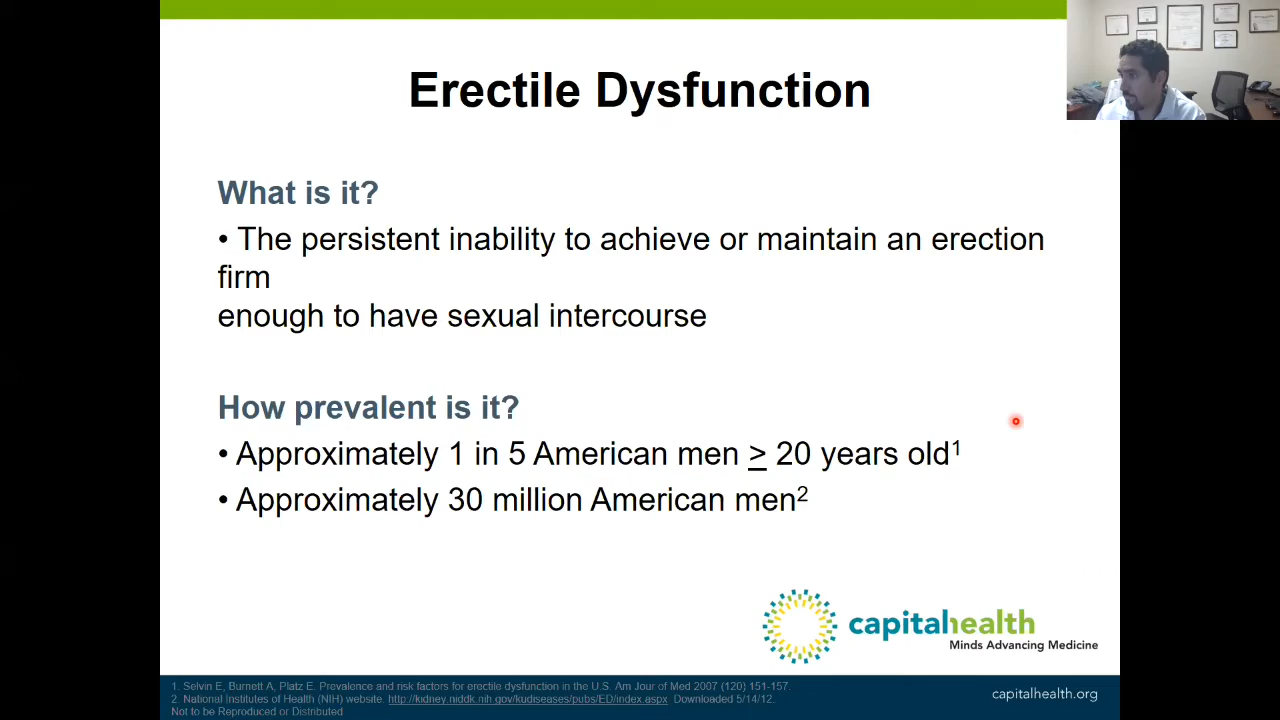 Erectile Dysfunction
What is it?
• The persistent inability to achieve or maintain an erection
firm
enough to have sexual intercourse
How prevalent is it?
• Approximately 1 in 5 American men ≥ 20 years old¹
• Approximately 30 million American men²
capitalhealth
Minds Advancing Medicine
1. Selvin E, Burnett A, Platz E. Prevalence and risk factors for erectile dysfunction in the U.S. Am Jour of Med 2007 (120) 151-157.
2. National Institutes of Health (NIH) website. http://kidney.niddk.nih.gov/kudiseases/pubs/ED/index.aspx Downloaded 5/14/12.
Not to be Reproduced or Distributed
capitalhealth.org